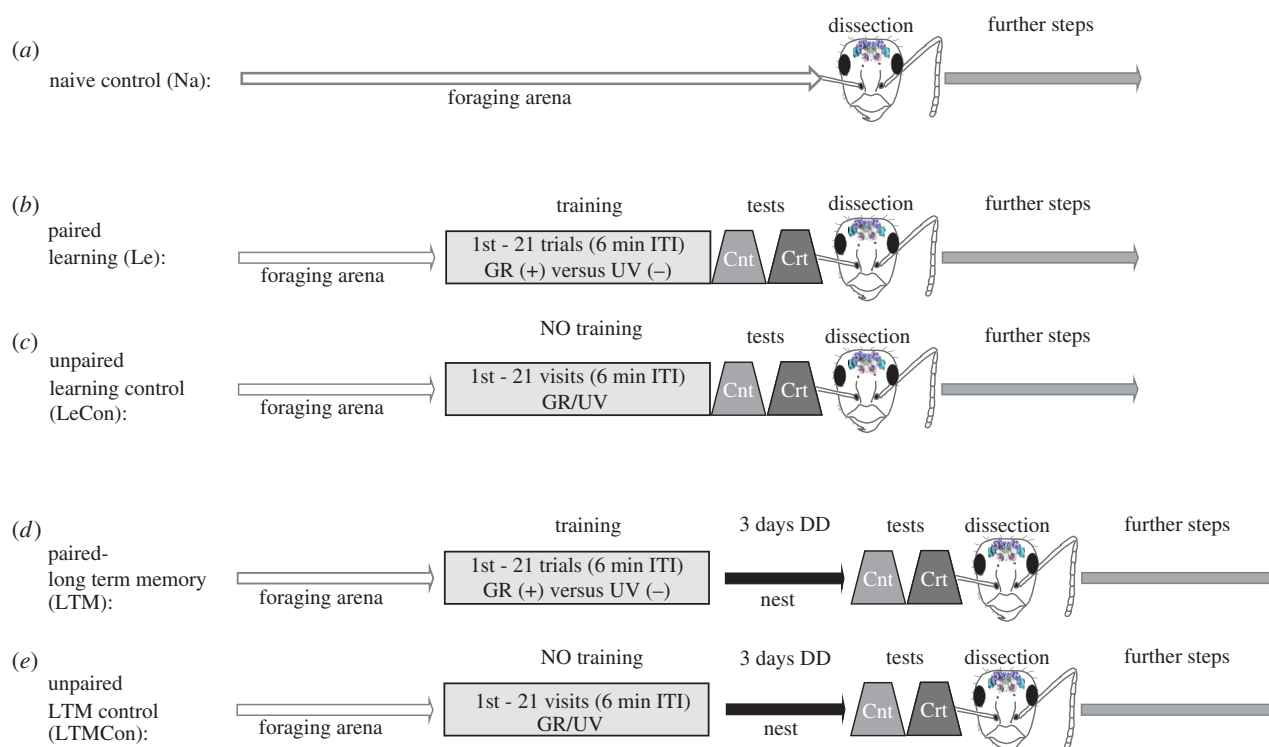 (a)
naive control (Na):
foraging arena
dissection
further steps
(b)
paired
learning (Le):
foraging arena
training
1st - 21 trials (6 min ITI)
GR (+) versus UV (–)
tests
Cnt
Crt
dissection
further steps
(c)
unpaired
learning control
(LeCon):
foraging arena
NO training
1st - 21 visits (6 min ITI)
GR/UV
tests
Cnt
Crt
dissection
further steps
(d)
paired-
long term memory
(LTM):
foraging arena
training
1st - 21 trials (6 min ITI)
GR (+) versus UV (–)
3 days DD
nest
tests
Cnt
Crt
dissection
further steps
(e)
unpaired
LTM control
(LTMCon):
foraging arena
NO training
1st - 21 visits (6 min ITI)
GR/UV
3 days DD
nest
tests
Cnt
Crt
dissection
further steps